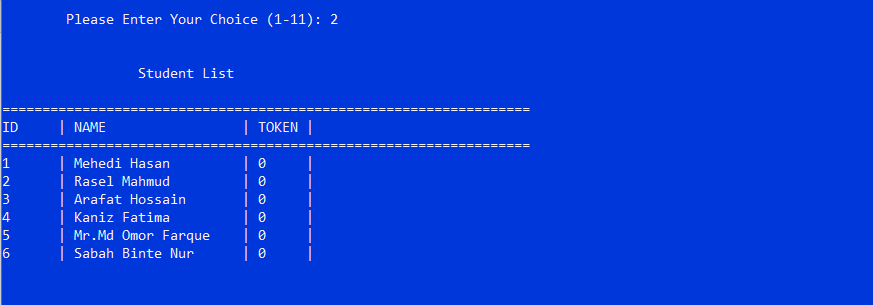 Please Enter Your Choice (1-11): 2
Student List
==================================================================
ID | NAME | TOKEN |
==================================================================
1 | Mehedi Hasan | 0 |
2 | Rasel Mahmud | 0 |
3 | Arafat Hossain | 0 |
4 | Kaniz Fatima | 0 |
5 | Mr.Md Omor Farque | 0 |
6 | Sabah Binte Nur | 0 |